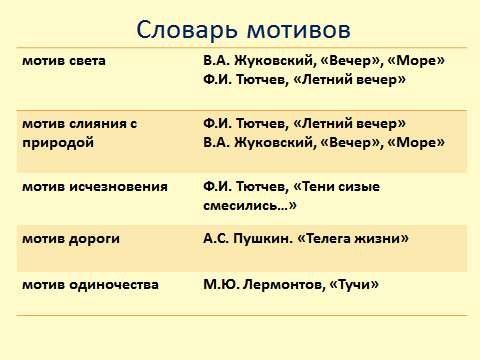 Словарь мотивов
мотив света
В.А. Жуковский, «Вечер», «Море»
Ф.И. Тютчев, «Летний вечер»
мотив слияния с
природой
Ф.И. Тютчев, «Летний вечер»
В.А. Жуковский, «Вечер», «Море»
мотив исчезновения
Ф.И. Тютчев, «Тени сизые
смесились…»
мотив дороги
А.С. Пушкин. «Телега жизни»
мотив одиночества
М.Ю. Лермонтов, «Тучи»